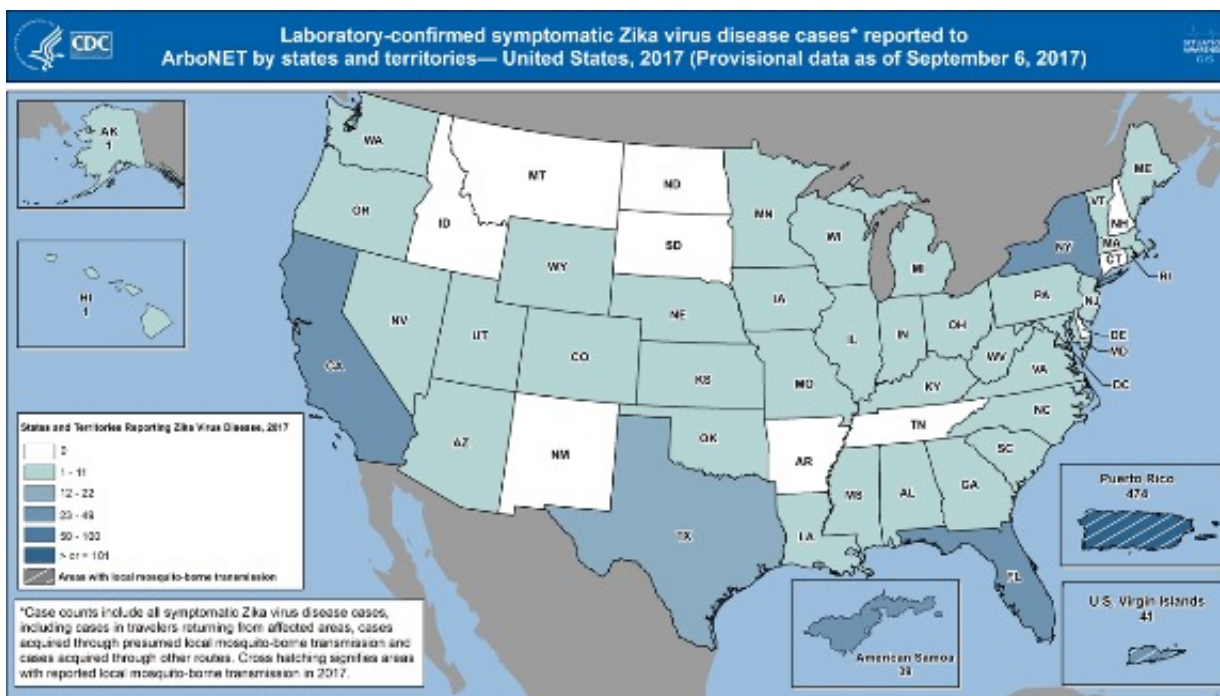 CDC
Laboratory-confirmed symptomatic Zika virus disease cases* reported to
ArboNET by states and territories— United States, 2017 (Provisional data as of September 6, 2017)
AK
1
HI
1
WA
OR
CA
ID
NV
AZ
MT
WY
UT
CO
NM
ND
SD
NE
KS
OK
TX
MN
IA
MO
AR
LA
WI
IL
MS
MI
IN
KY
TN
AL
OH
WV
GA
FL
SC
NC
VA
PA
NY
NJ
VT
NH
ME
MA
CT
RI
DE
MD
DC
States and Territories Reporting Zika Virus Disease, 2017
0
1 - 11
12 - 22
23 - 49
50 - 100
> or = 101
Areas with local mosquito-borne transmission
*Case counts include all symptomatic Zika virus disease cases,
including cases in travelers returning from affected areas, cases
acquired through presumed local mosquito-borne transmission and
cases acquired through other routes. Cross hatching signifies areas
with reported local mosquito-borne transmission in 2017.
American Samoa
39
Puerto Rico
474
U.S. Virgin Islands
41